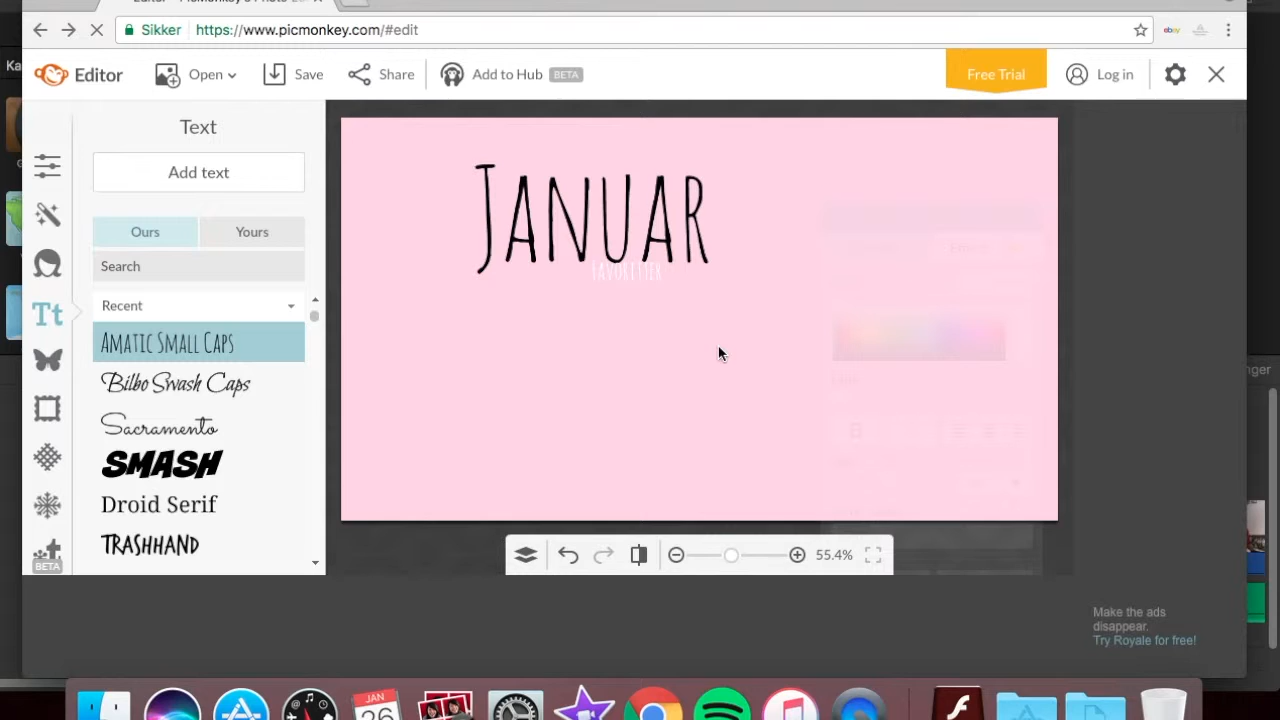 Sikker https://www.picmonkey.com/#edit
ebay
Editor Open Save Share Add to Hub BETA Free Trial Log in
Text
Add text
Ours Yours
Search
Recent
Amatic Small Caps
Bilbo Swash Caps
Sacramento
SMASH
Droid Serif
TRASHHAND
BETA
Januar
Favoritter
55.4%
Make the ads
disappear.
Try Royale for free!
JAN
26